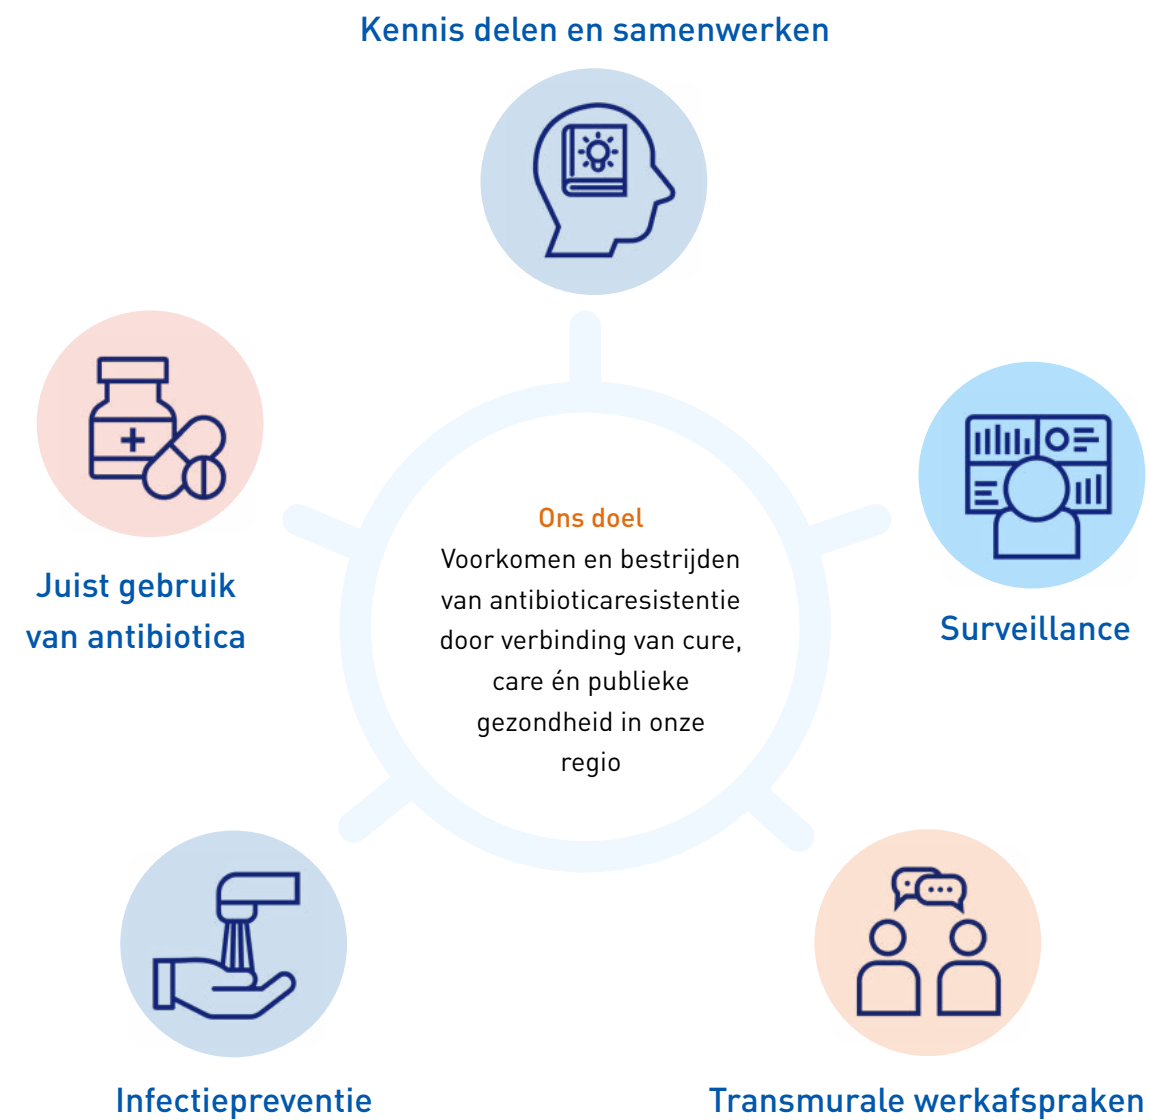 Kennis delen en samenwerken
Juist gebruik
van antibiotica
Surveillance
Ons doel
Voorkomen en bestrijden
van antibioticaresistentie
door verbinding van cure,
care én publieke
gezondheid in onze
regio
Infectiepreventie
Transmurale werkafspraken